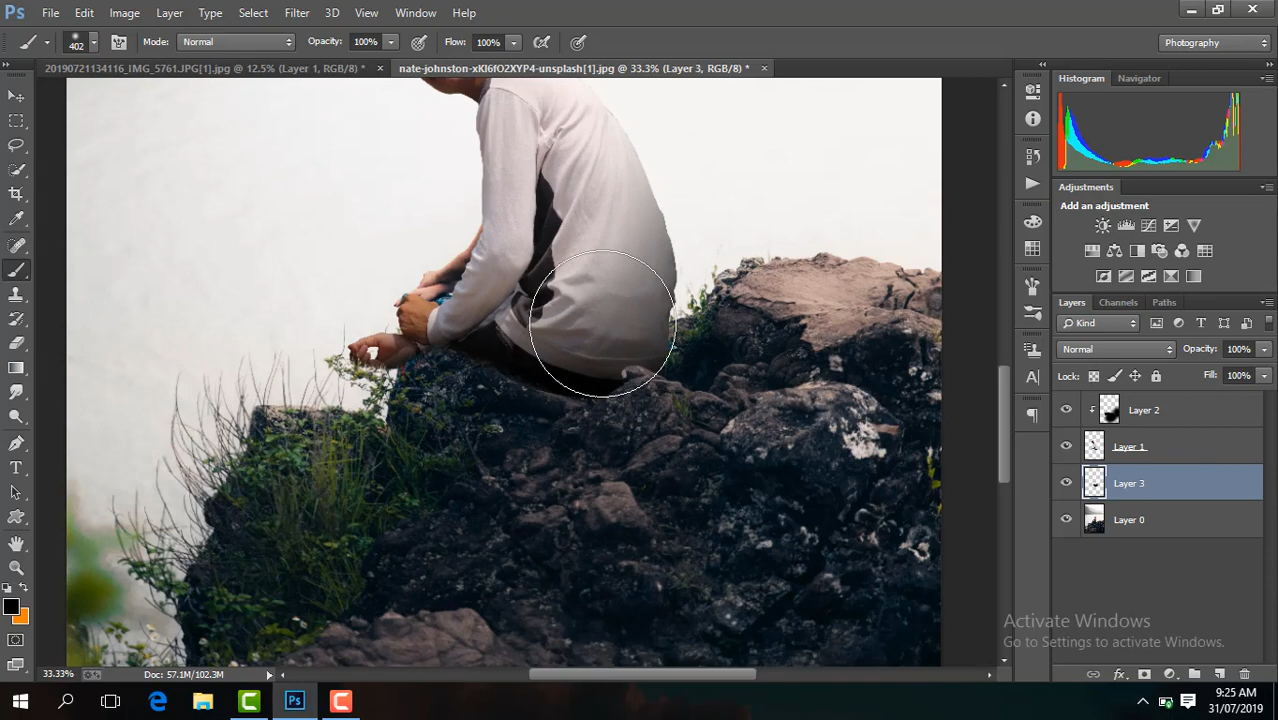 Ps File Edit Image Layer Type Select Filter 3D View Window Help
402 Mode: Normal Opacity: 100% Flow: 100% Photography
20190721134116_IMG_5761.JPG[1].jpg @ 12.5% (Layer 1, RGB/8) * × nate-johnston-xKl6fO2XYP4-unsplash[1].jpg @ 33.3% (Layer 3, RGB/8) * ×
Histogram Navigator
Adjustments
Add an adjustment
Layers Channels Paths
Kind
Normal Opacity: 100%
Lock: Fill: 100%
Layer 2
Layer 1
Layer 3
Layer 0
Activate Windows
Go to Settings to activate Windows.
33.33% Doc: 57.1M/102.3M
Ps
9:25 AM
31/07/2019